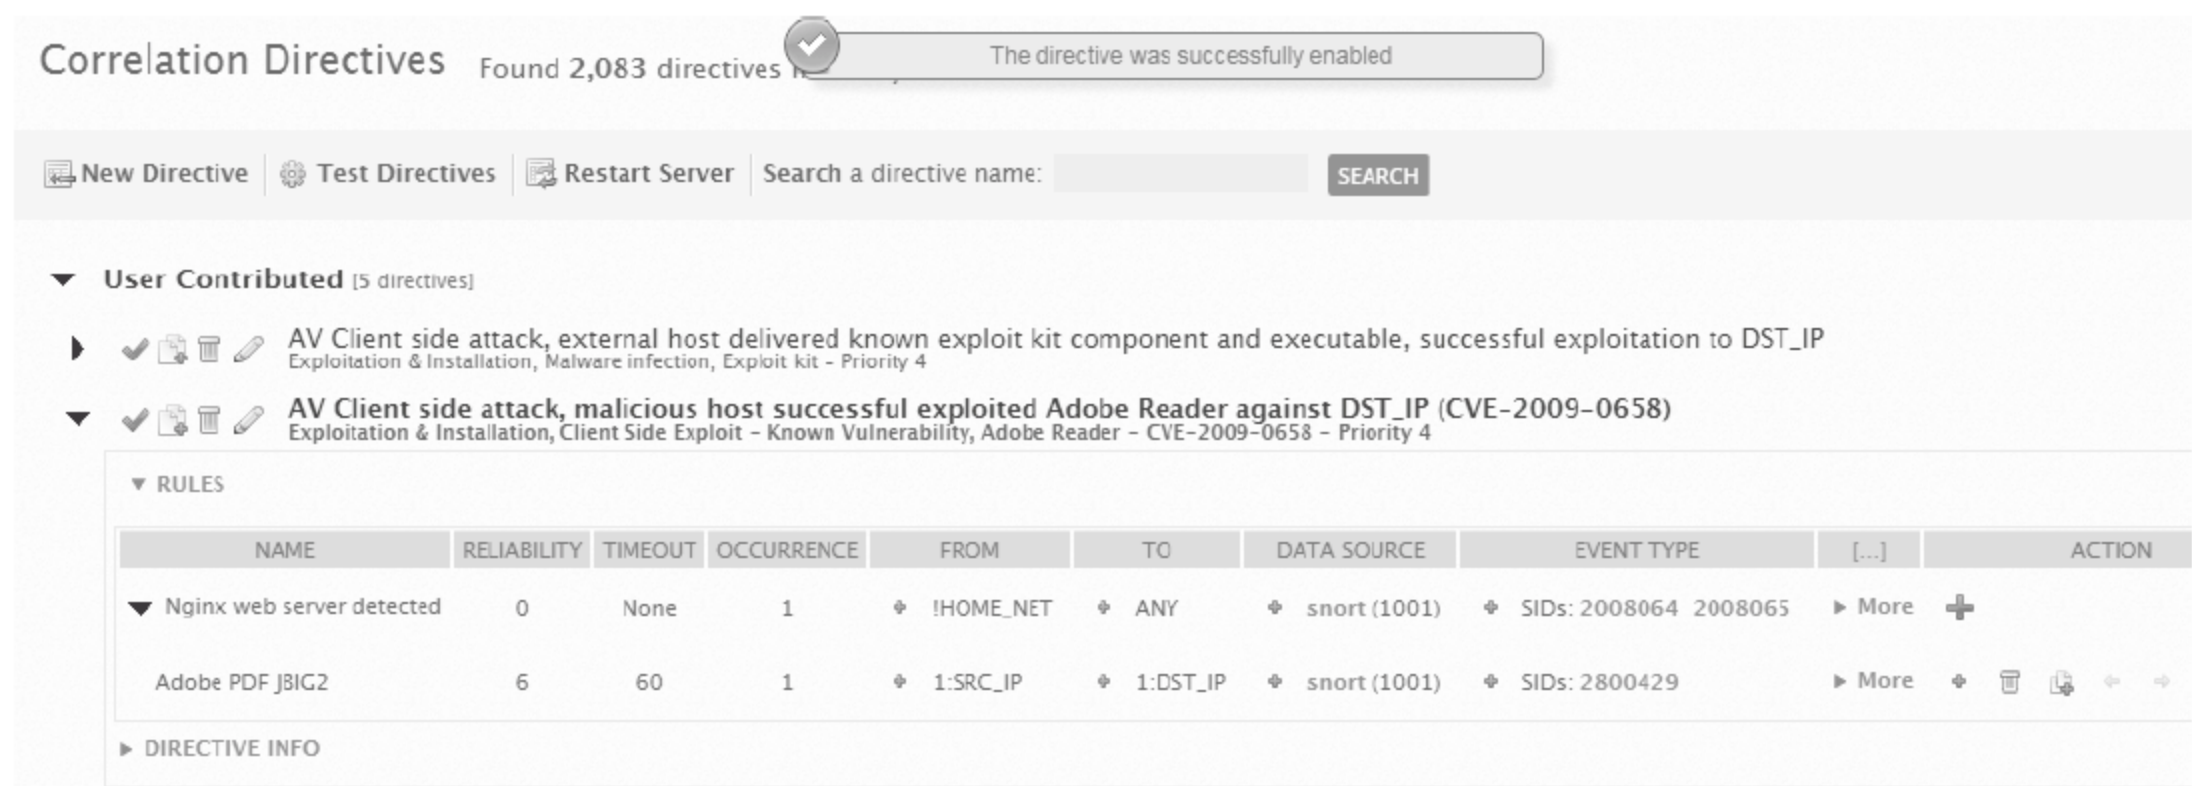 Correlation Directives Found 2,083 directives
The directive was successfully enabled
New Directive Test Directives Restart Server Search a directive name: SEARCH
User Contributed [5 directives]
AV Client side attack, external host delivered known exploit kit component and executable, successful exploitation to DST_IP
Exploitation & Installation, Malware infection, Exploit kit - Priority 4
AV Client side attack, malicious host successful exploited Adobe Reader against DST_IP (CVE-2009-0658)
Exploitation & Installation, Client Side Exploit - Known Vulnerability, Adobe Reader - CVE-2009-0658 - Priority 4
RULES
NAME RELIABILITY TIMEOUT OCCURRENCE FROM TO DATA SOURCE EVENT TYPE [...] ACTION
Nginx web server detected 0 None 1 !HOME_NET ANY snort (1001) SIDs: 2008064 2008065 More
Adobe PDF JBIG2 6 60 1 1:SRC_IP 1:DST_IP snort (1001) SIDs: 2800429 More
DIRECTIVE INFO